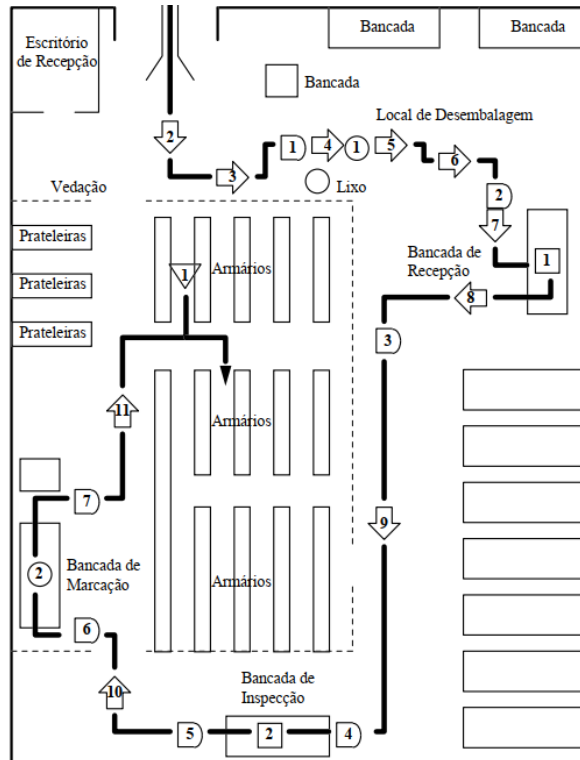 Escritório
de Recepção
Bancada
Bancada
Bancada
Local de Desembalagem
2
3
1
4
1
5
6
Lixo
2
7
Vedação
Prateleiras
Prateleiras
Prateleiras
1
Armários
Bancada de
Recepção
1
8
3
Armários
11
7
9
2
Bancada de
Marcação
Armários
6
10
Bancada de
Inspecção
5
2
4